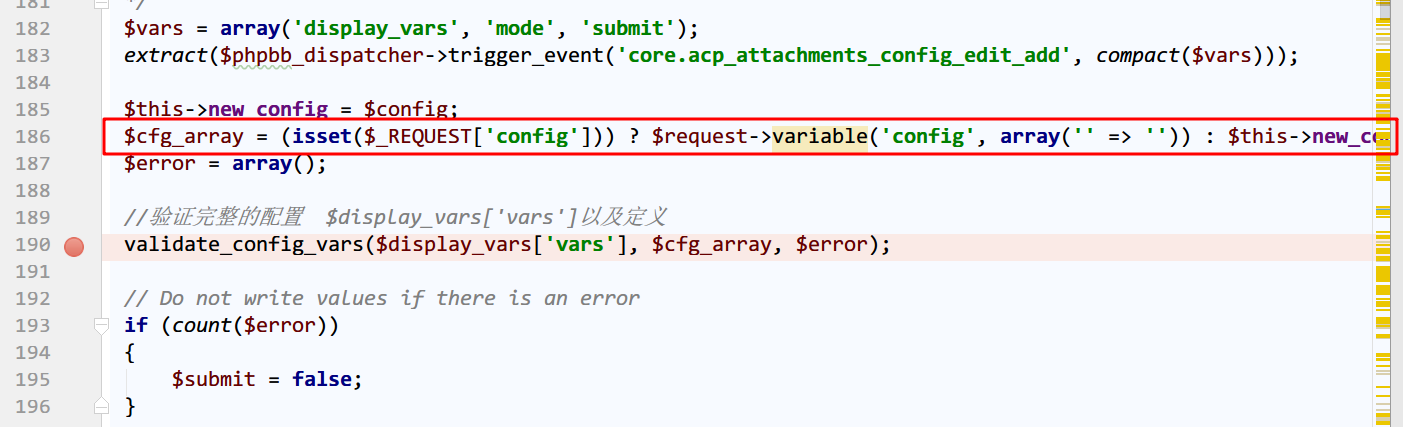 181 */
182 $vars = array('display_vars', 'mode', 'submit');
183 extract($phpbb_dispatcher->trigger_event('core.acp_attachments_config_edit_add', compact($vars)));
184
185 $this->new_config = $config;
186 $cfg_array = (isset($_REQUEST['config'])) ? $request->variable('config', array('' => '')) : $this->new_c
187 $error = array();
188
189 //验证完整的配置 $display_vars['vars']以及定义
190 validate_config_vars($display_vars['vars'], $cfg_array, $error);
191
192 // Do not write values if there is an error
193 if (count($error))
194 {
195 $submit = false;
196 }